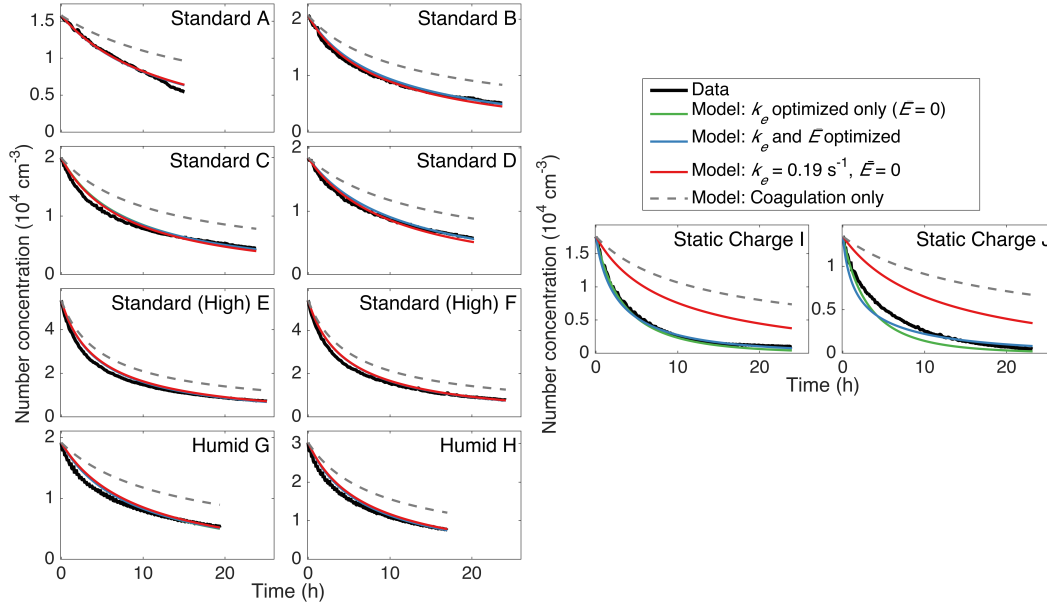 Standard A
1.5
1
0.5
0
Standard B
2
1
0
Standard C
2
1
0
Standard D
2
1
0
Standard (High) E
4
2
0
Standard (High) F
4
2
0
Humid G
2
1
0
0 10 20
Humid H
3
2
1
0
0 10 20
Number concentration (10⁴ cm⁻³)
Time (h)
Data
Model: kₑ optimized only (E̅ = 0)
Model: kₑ and E̅ optimized
Model: kₑ = 0.19 s⁻¹, E̅ = 0
Model: Coagulation only
Static Charge I
1.5
1
0.5
0
0 10 20
Static Charge J
1
0.5
0
0 10 20
Number concentration (10⁴ cm⁻³)
Time (h)